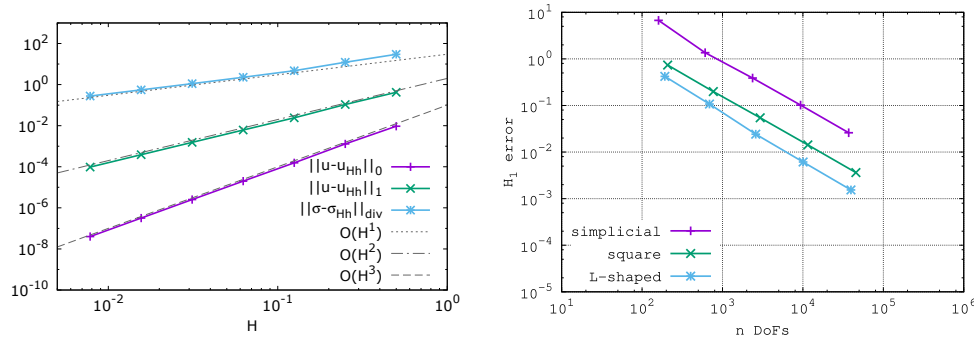 10^2
10^0
10^-2
10^-4
10^-6
10^-8
10^-10
||u-u_Hh||_0
||u-u_Hh||_1
||σ-σ_Hh||_div
O(H^1)
O(H^2)
O(H^3)
10^-2 10^-1 10^0
H
10^1
10^0
10^-1
10^-2
10^-3
10^-4
10^-5
H_1 error
simplicial
square
L-shaped
10^1 10^2 10^3 10^4 10^5 10^6
n DoFs